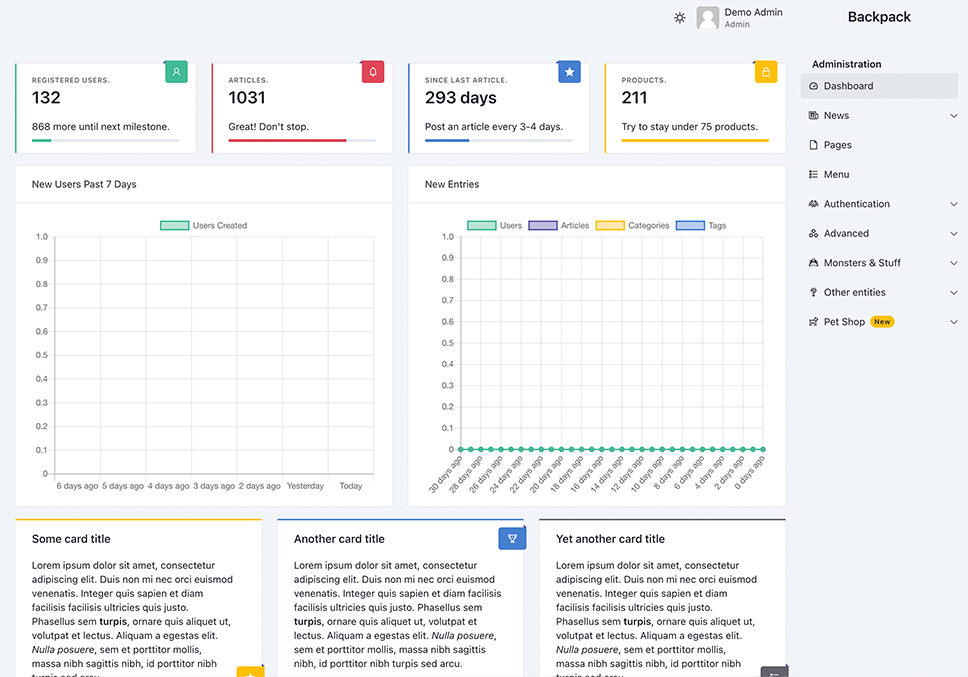 Demo Admin
Admin
Backpack
REGISTERED USERS.
132
868 more until next milestone.
ARTICLES.
1031
Great! Don't stop.
SINCE LAST ARTICLE.
293 days
Post an article every 3-4 days.
PRODUCTS.
211
Try to stay under 75 products.
Administration
Dashboard
News
Pages
Menu
Authentication
Advanced
Monsters & Stuff
Other entities
Pet Shop New
New Users Past 7 Days
Users Created
1.0
0.9
0.8
0.7
0.6
0.5
0.4
0.3
0.2
0.1
0
6 days ago 5 days ago 4 days ago 3 days ago 2 days ago Yesterday Today
New Entries
Users Articles Categories Tags
1.0
0.9
0.8
0.7
0.6
0.5
0.4
0.3
0.2
0.1
0
30 days ago 28 days ago 26 days ago 24 days ago 22 days ago 20 days ago 18 days ago 16 days ago 14 days ago 12 days ago 10 days ago 8 days ago 6 days ago 4 days ago 2 days ago 0 days ago
Some card title
Lorem ipsum dolor sit amet, consectetur
adipiscing elit. Duis non mi nec orci euismod
venenatis. Integer quis sapien et diam
facilisis facilisis ultricies quis justo.
Phasellus sem turpis, ornare quis aliquet ut,
volutpat et lectus. Aliquam a egestas elit.
Nulla posuere, sem et porttitor mollis,
massa nibh sagittis nibh, id porttitor nibh
turpis sed arcu.
Another card title
Lorem ipsum dolor sit amet, consectetur
adipiscing elit. Duis non mi nec orci euismod
venenatis. Integer quis sapien et diam
facilisis facilisis ultricies quis justo. Phasellus sem
turpis, ornare quis aliquet ut, volutpat et
lectus. Aliquam a egestas elit. Nulla posuere,
sem et porttitor mollis, massa nibh sagittis
nibh, id porttitor nibh turpis sed arcu.
Yet another card title
Lorem ipsum dolor sit amet, consectetur
adipiscing elit. Duis non mi nec orci euismod
venenatis. Integer quis sapien et diam
facilisis facilisis ultricies quis justo.
Phasellus sem turpis, ornare quis aliquet ut,
volutpat et lectus. Aliquam a egestas elit.
Nulla posuere, sem et porttitor mollis,
massa nibh sagittis nibh, id porttitor nibh
turpis sed arcu.